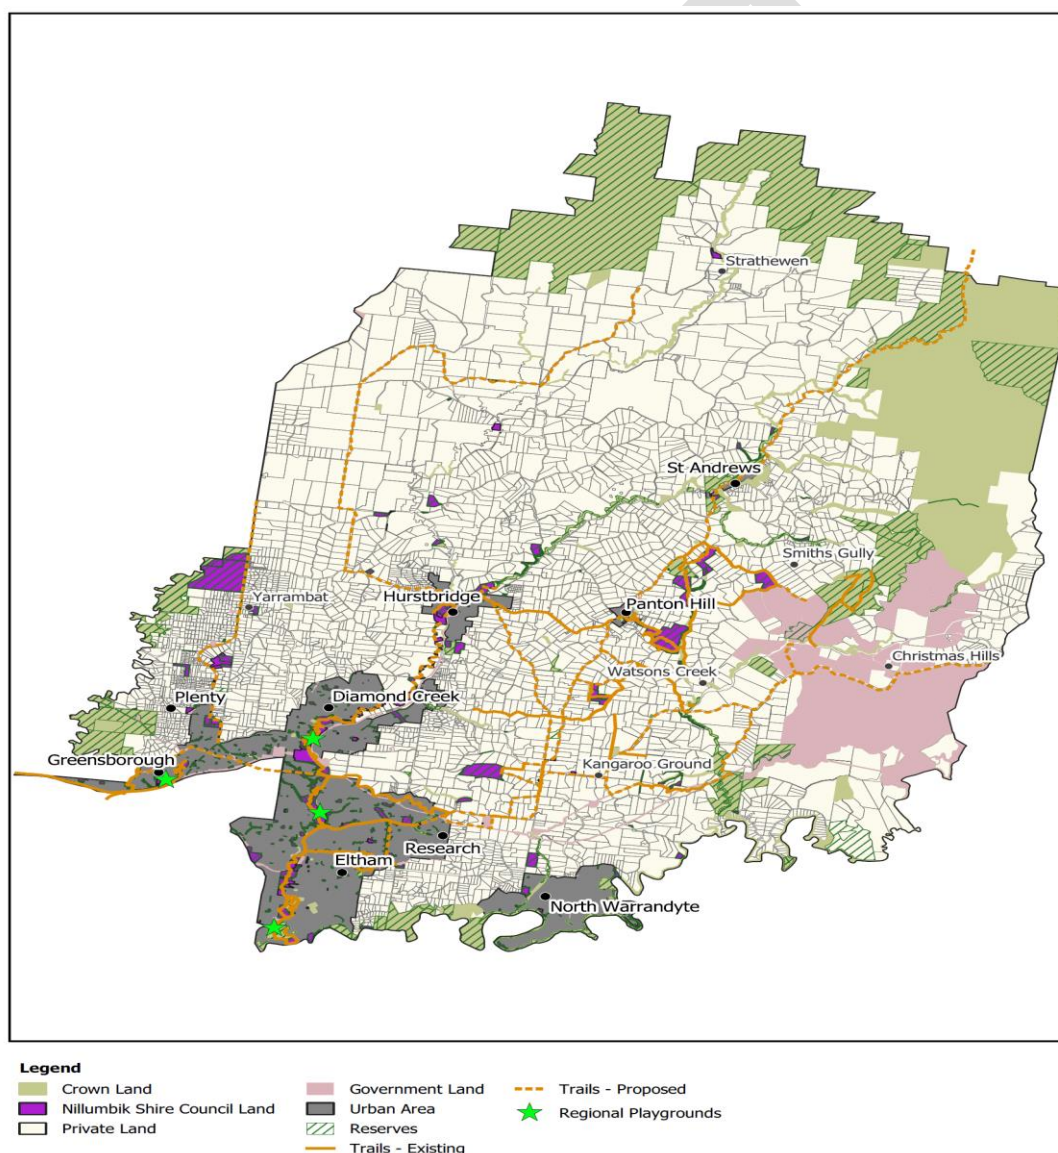 Strathewen
St Andrews
Smiths Gully
Hurstbridge
Panton Hill
Yarrambat
Christmas Hills
Watsons Creek
Plenty
Diamond Creek
Greensborough
Kangaroo Ground
Research
Eltham
North Warrandyte
Legend
Crown Land
Nillumbik Shire Council Land
Private Land
Government Land
Urban Area
Reserves
Trails - Existing
Trails - Proposed
Regional Playgrounds